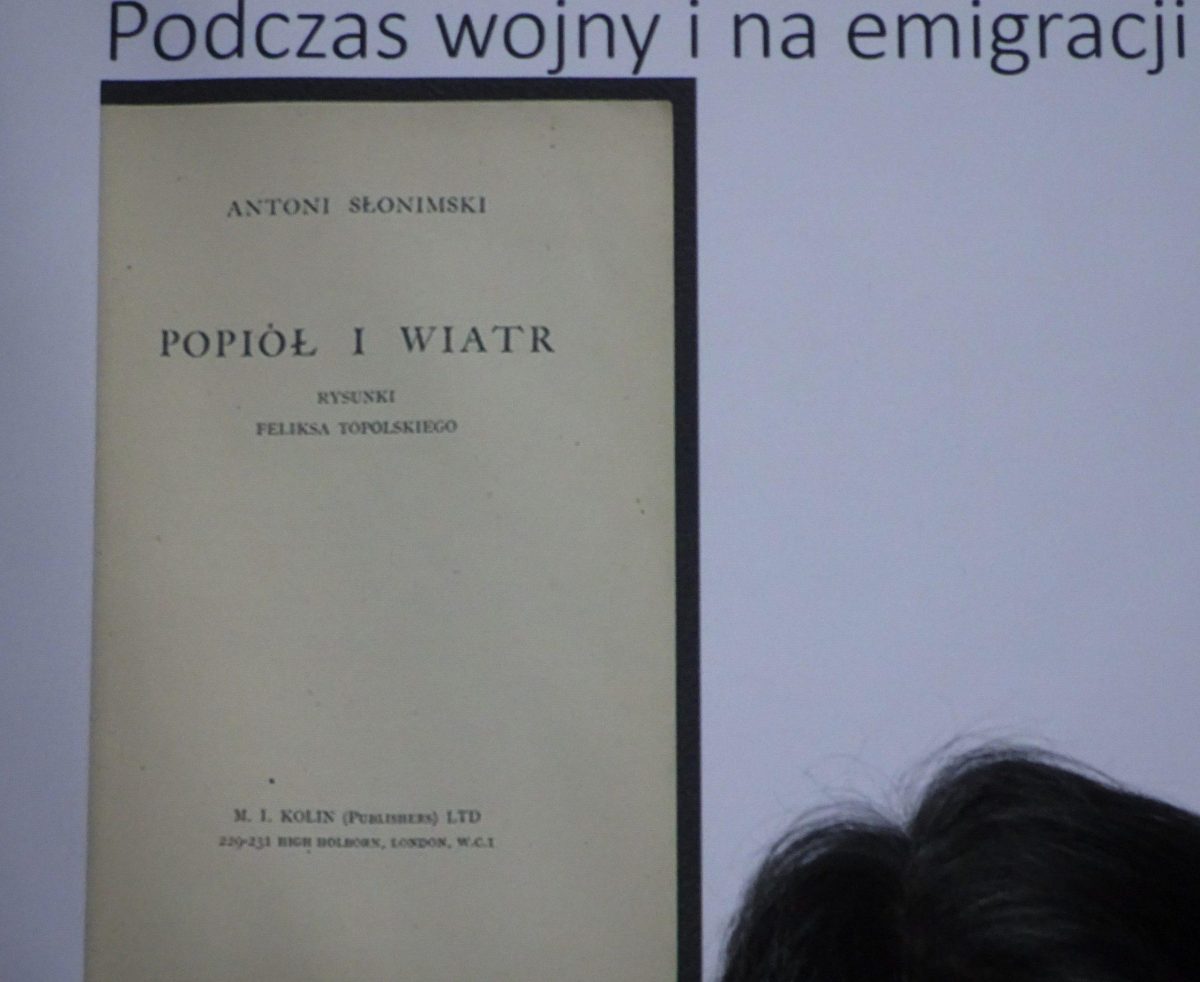 Podczas wojny i na emigracji
ANTONI SŁONIMSKI
POPIÓŁ I WIATR
RYSUNKI
FELIKSA TOPOLSKIEGO
M. I. KOLIN (PUBLISHERS) LTD
229-231 HIGH HOLBORN, LONDON, W.C.1